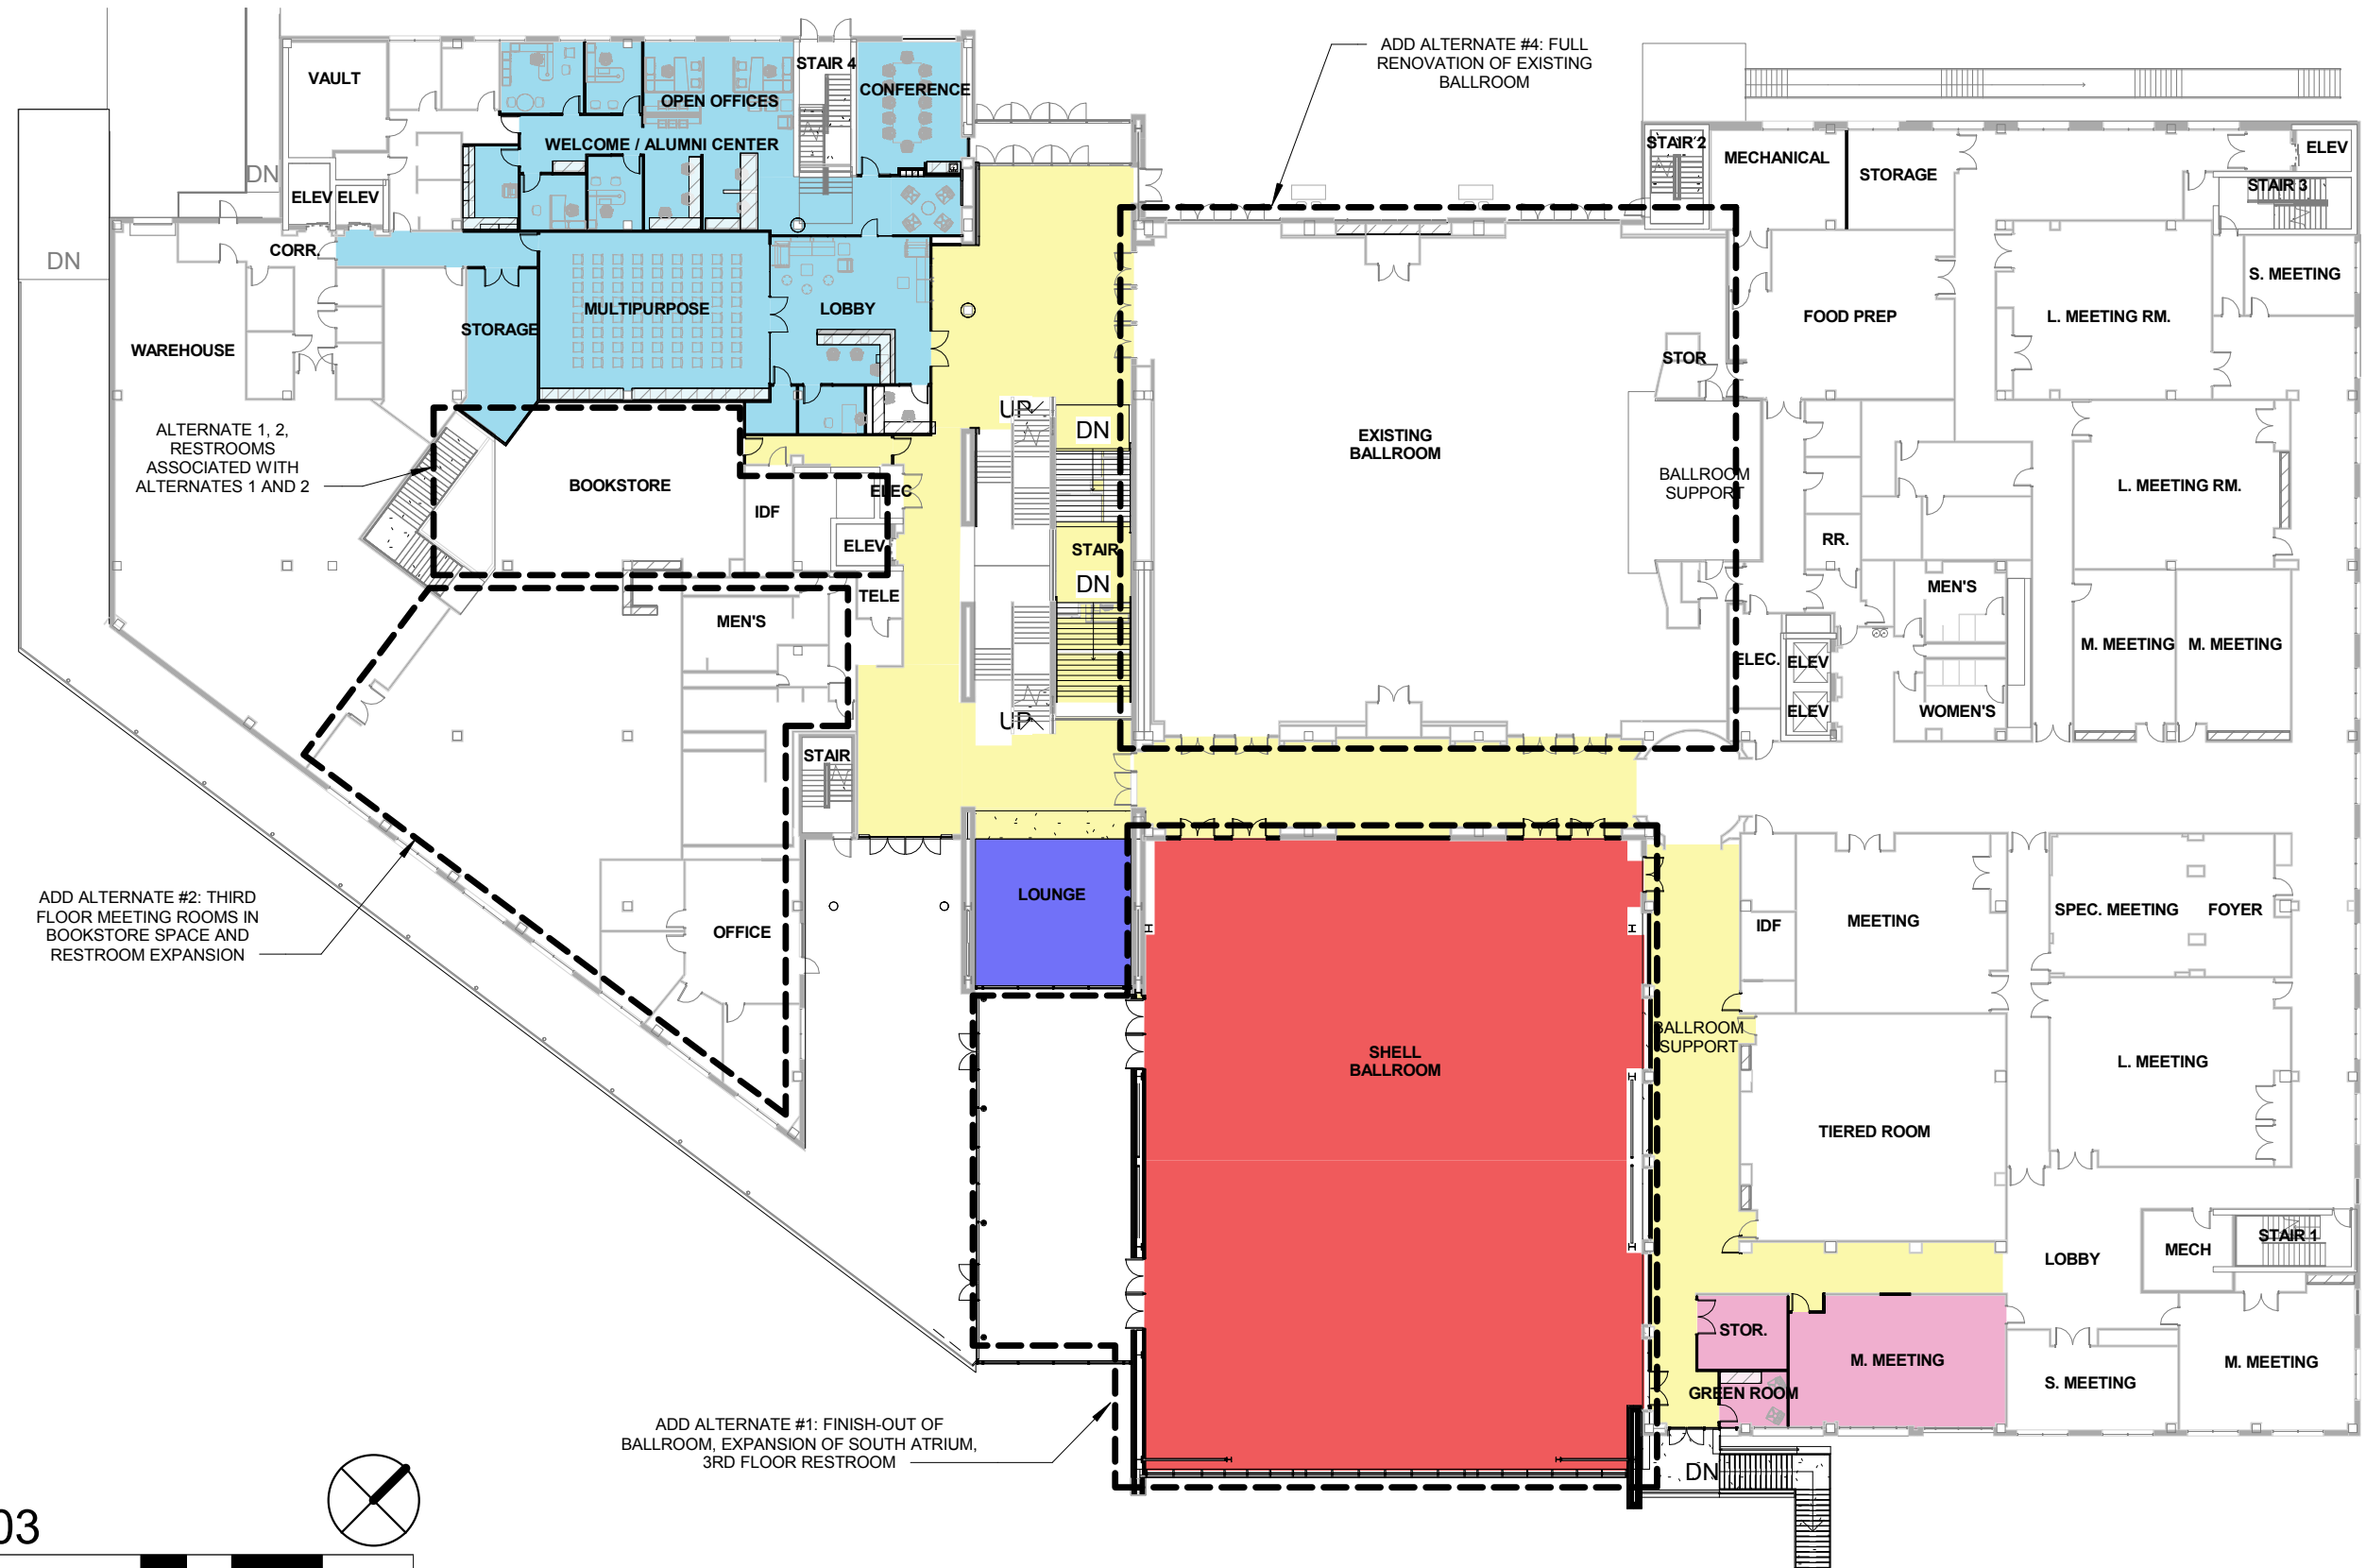 ADD ALTERNATE #4: FULL
RENOVATION OF EXISTING
BALLROOM
VAULT
STAIR 4
OPEN OFFICES
CONFERENCE
WELCOME / ALUMNI CENTER
STAIR 2
MECHANICAL
STORAGE
ELEV
STAIR 3
DN
ELEV
ELEV
CORR.
DN
S. MEETING
STORAGE
MULTIPURPOSE
LOBBY
FOOD PREP
L. MEETING RM.
WAREHOUSE
STOR
UP
DN
ALTERNATE 1, 2,
RESTROOMS
ASSOCIATED WITH
ALTERNATES 1 AND 2
EXISTING
BALLROOM
BOOKSTORE
ELEC
IDF
BALLROOM
SUPPORT
L. MEETING RM.
ELEV
STAIR
RR.
DN
TELE
MEN'S
MEN'S
M. MEETING
M. MEETING
ELEC.
ELEV
ELEV
WOMEN'S
UP
STAIR
LOUNGE
ADD ALTERNATE #2: THIRD
FLOOR MEETING ROOMS IN
BOOKSTORE SPACE AND
RESTROOM EXPANSION
OFFICE
IDF
MEETING
SPEC. MEETING
FOYER
BALLROOM
SUPPORT
SHELL
BALLROOM
L. MEETING
TIERED ROOM
LOBBY
MECH
STAIR 1
STOR.
M. MEETING
M. MEETING
GREEN ROOM
S. MEETING
ADD ALTERNATE #1: FINISH-OUT OF
BALLROOM, EXPANSION OF SOUTH ATRIUM,
3RD FLOOR RESTROOM
DN
03